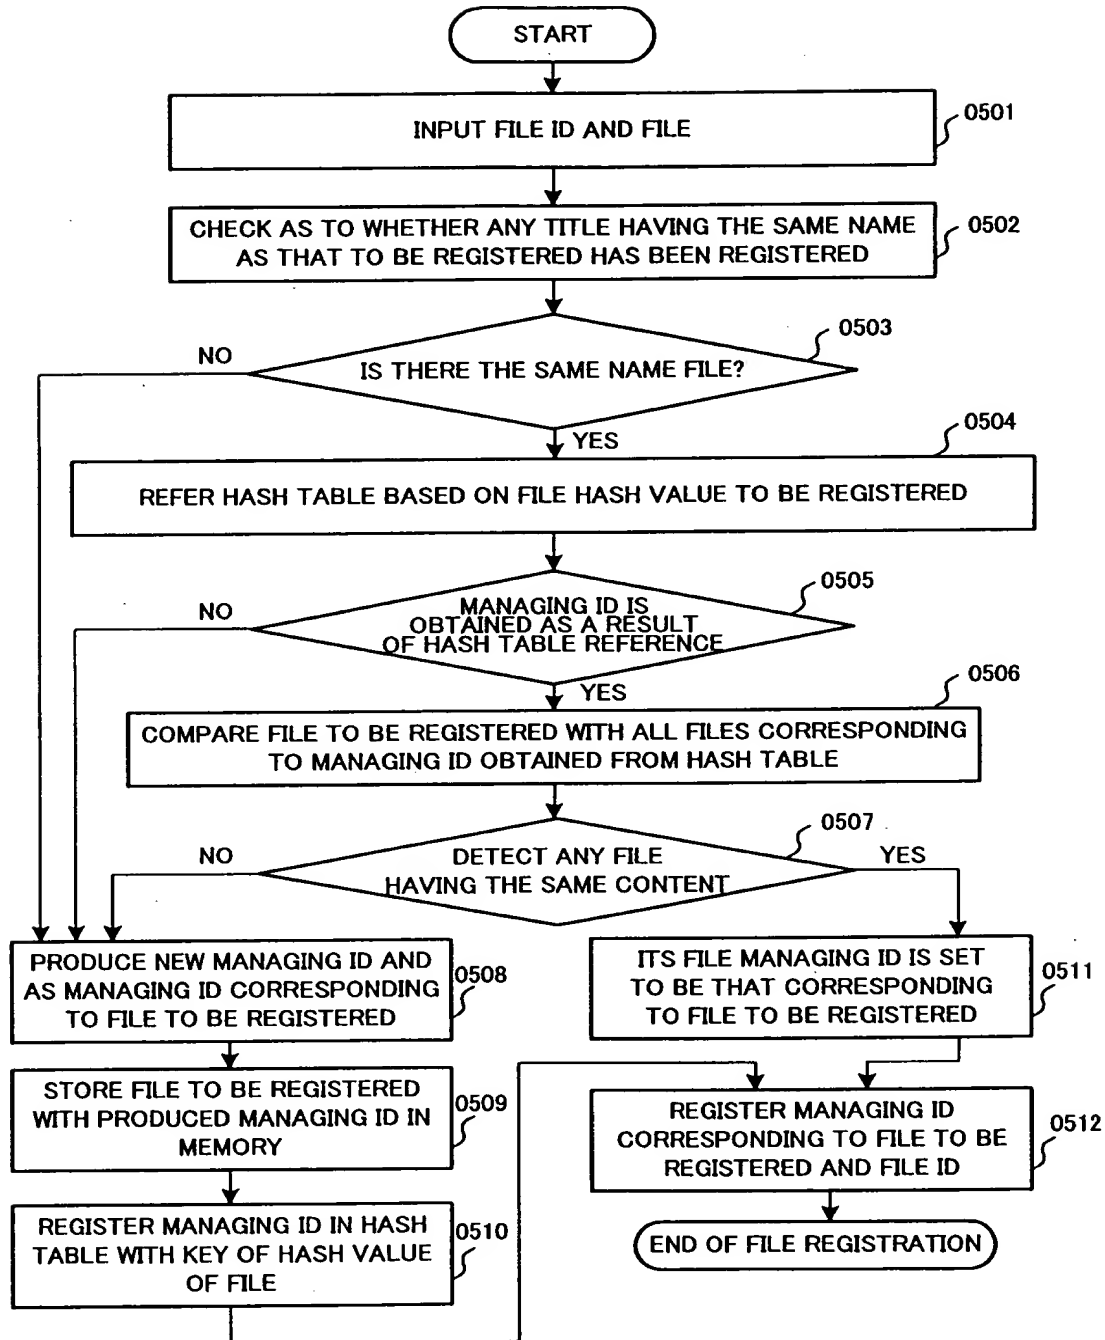 START
INPUT FILE ID AND FILE
0501
CHECK AS TO WHETHER ANY TITLE HAVING THE SAME NAME
AS THAT TO BE REGISTERED HAS BEEN REGISTERED
0502
IS THERE THE SAME NAME FILE?
0503
NO
YES
REFER HASH TABLE BASED ON FILE HASH VALUE TO BE REGISTERED
0504
MANAGING ID IS
OBTAINED AS A RESULT
OF HASH TABLE REFERENCE
0505
NO
YES
COMPARE FILE TO BE REGISTERED WITH ALL FILES CORRESPONDING
TO MANAGING ID OBTAINED FROM HASH TABLE
0506
DETECT ANY FILE
HAVING THE SAME CONTENT
0507
NO
YES
PRODUCE NEW MANAGING ID AND
AS MANAGING ID CORRESPONDING
TO FILE TO BE REGISTERED
0508
STORE FILE TO BE REGISTERED
WITH PRODUCED MANAGING ID IN
MEMORY
0509
REGISTER MANAGING ID IN HASH
TABLE WITH KEY OF HASH VALUE
OF FILE
0510
ITS FILE MANAGING ID IS SET
TO BE THAT CORRESPONDING
TO FILE TO BE REGISTERED
0511
REGISTER MANAGING ID
CORRESPONDING TO FILE TO BE
REGISTERED AND FILE ID
0512
END OF FILE REGISTRATION